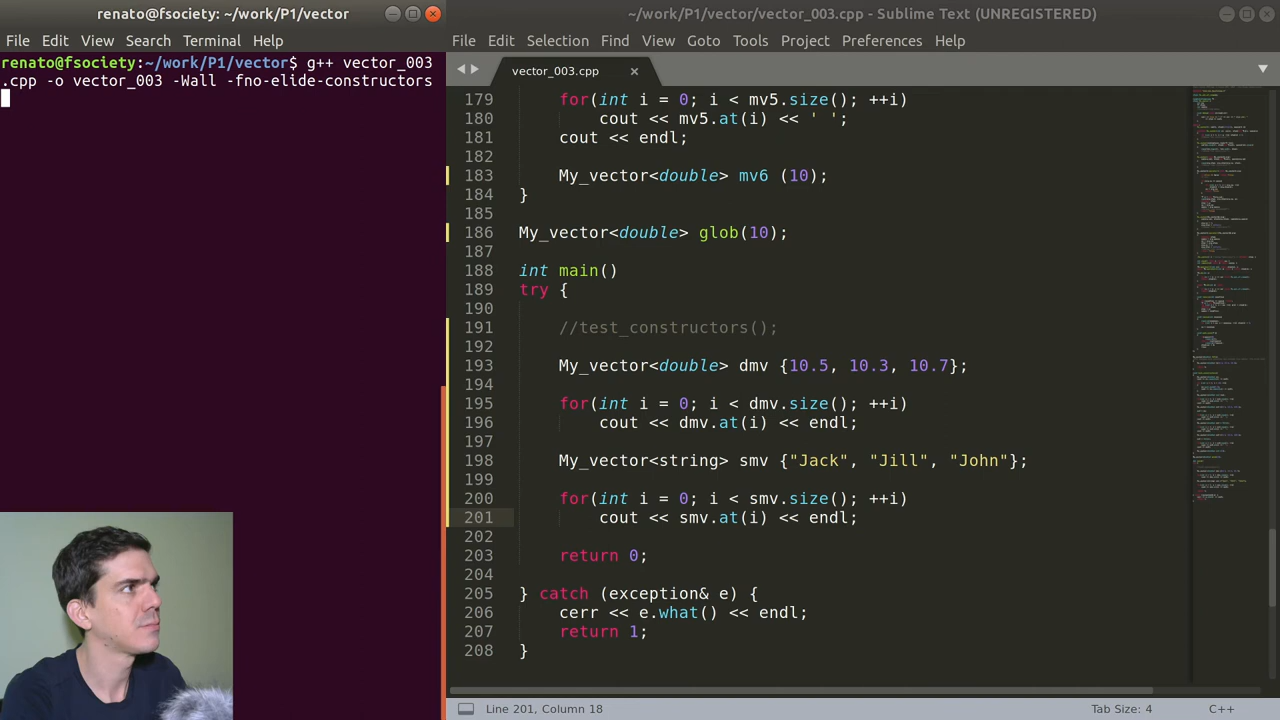 renato@fsociety: ~/work/P1/vector
File Edit View Search Terminal Help
renato@fsociety:~/work/P1/vector$ g++ vector_003
.cpp -o vector_003 -Wall -fno-elide-constructors
~/work/P1/vector/vector_003.cpp - Sublime Text (UNREGISTERED)
File Edit Selection Find View Goto Tools Project Preferences Help
vector_003.cpp
179 for(int i = 0; i < mv5.size(); ++i)
180 cout << mv5.at(i) << ' ';
181 cout << endl;
182
183 My_vector<double> mv6 (10);
184 }
185
186 My_vector<double> glob(10);
187
188 int main()
189 try {
190
191 //test_constructors();
192
193 My_vector<double> dmv {10.5, 10.3, 10.7};
194
195 for(int i = 0; i < dmv.size(); ++i)
196 cout << dmv.at(i) << endl;
197
198 My_vector<string> smv {"Jack", "Jill", "John"};
199
200 for(int i = 0; i < smv.size(); ++i)
201 cout << smv.at(i) << endl;
202
203 return 0;
204
205 } catch (exception& e) {
206 cerr << e.what() << endl;
207 return 1;
208 }
Line 201, Column 18
Tab Size: 4
C++